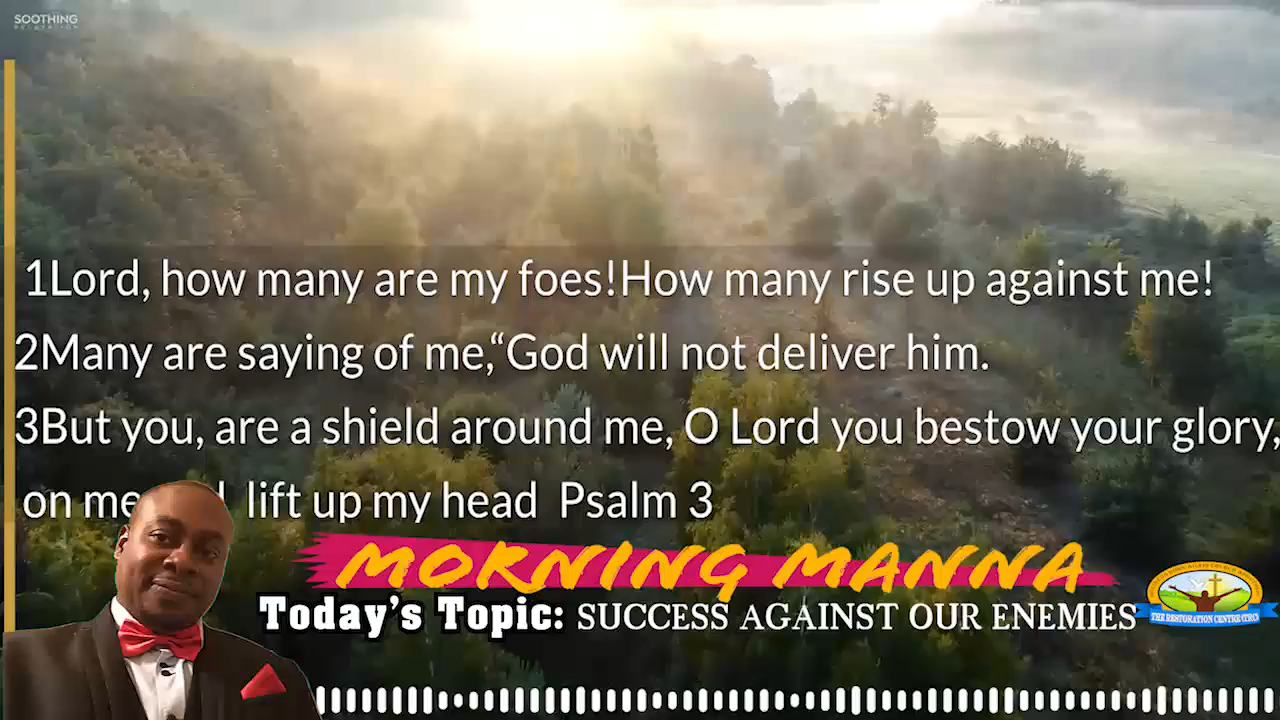 SOOTHING
RELAXATION
1Lord, how many are my foes!How many rise up against me!
2Many are saying of me,“God will not deliver him.
3But you, are a shield around me, O Lord you bestow your glory,
on me lift up my head Psalm 3
MORNING MANNA
Today's Topic: SUCCESS AGAINST OUR ENEMIES
THE RESTORATION CENTRE (TRC)